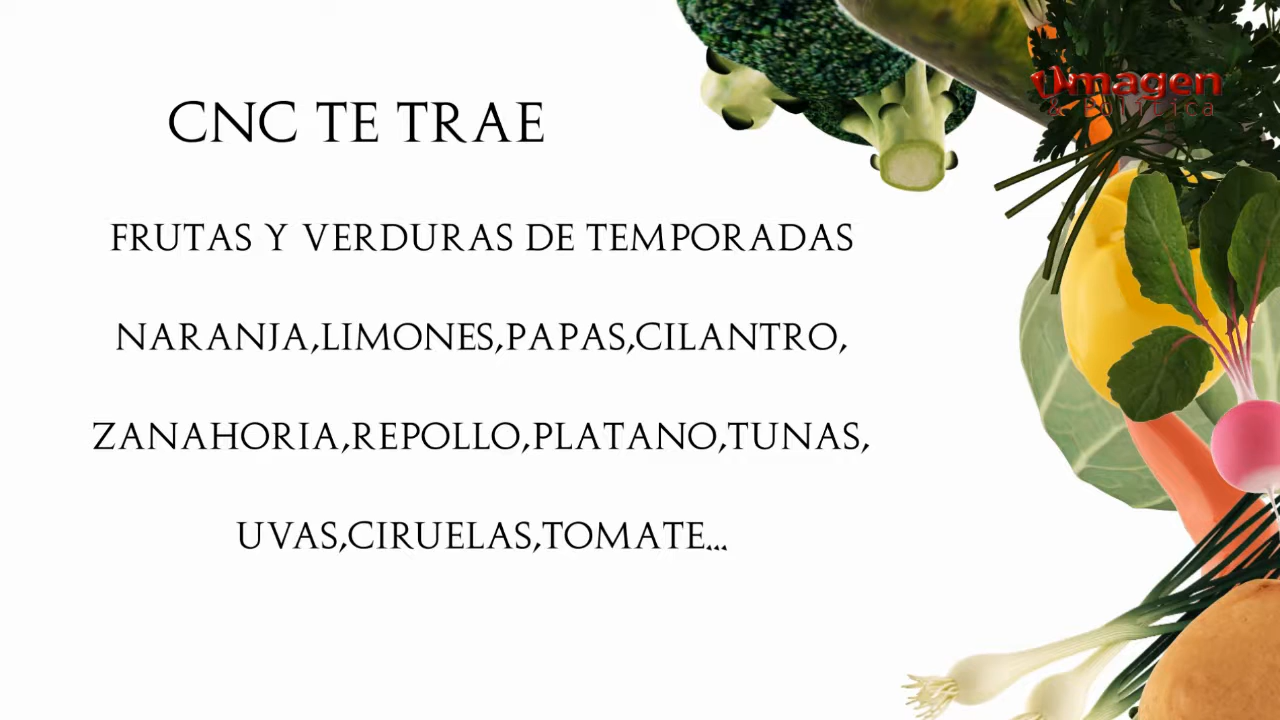 CNC TE TRAE
Imagen
& Política
FRUTAS Y VERDURAS DE TEMPORADAS
NARANJA,LIMONES,PAPAS,CILANTRO,
ZANAHORIA,REPOLLO,PLATANO,TUNAS,
UVAS,CIRUELAS,TOMATE...